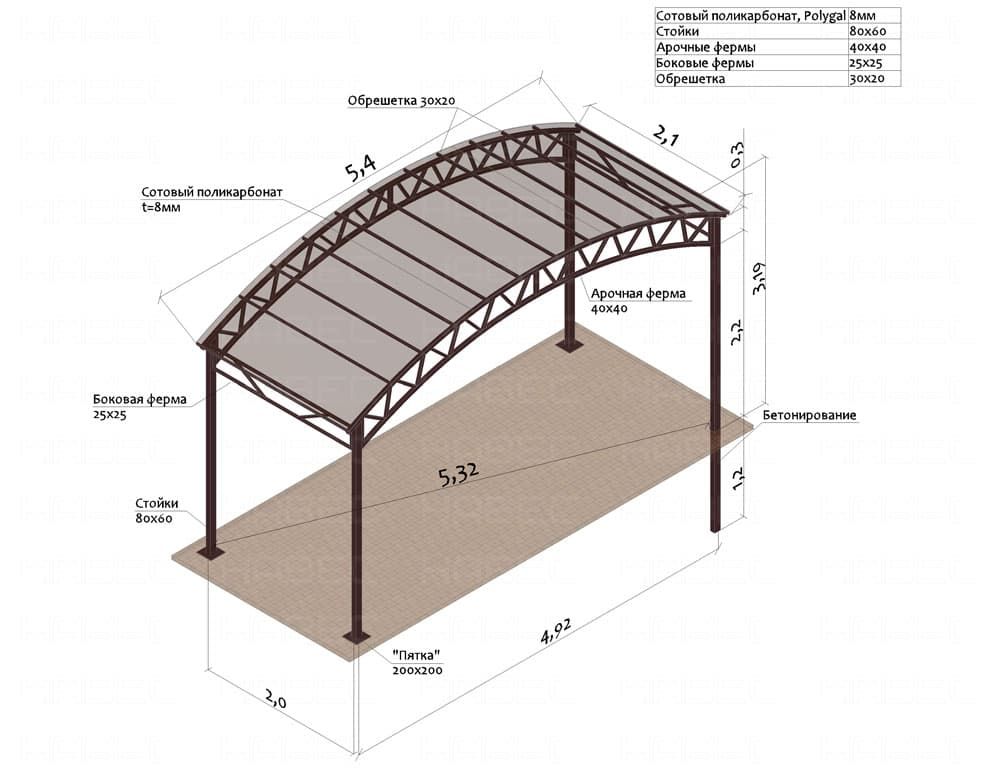 Сотовый поликарбонат, Polygal 8мм
Стойки 80х60
Арочные фермы 40х40
Боковые фермы 25х25
Обрешетка 30х20
Обрешетка 30х20
5,4
2,1
0,3
Сотовый поликарбонат
t=8мм
3,19
Арочная ферма
40х40
2,2
Боковая ферма
25х25
Бетонирование
5,32
1,2
Стойки
80х60
4,92
"Пятка"
200х200
2,0
НАВЕС